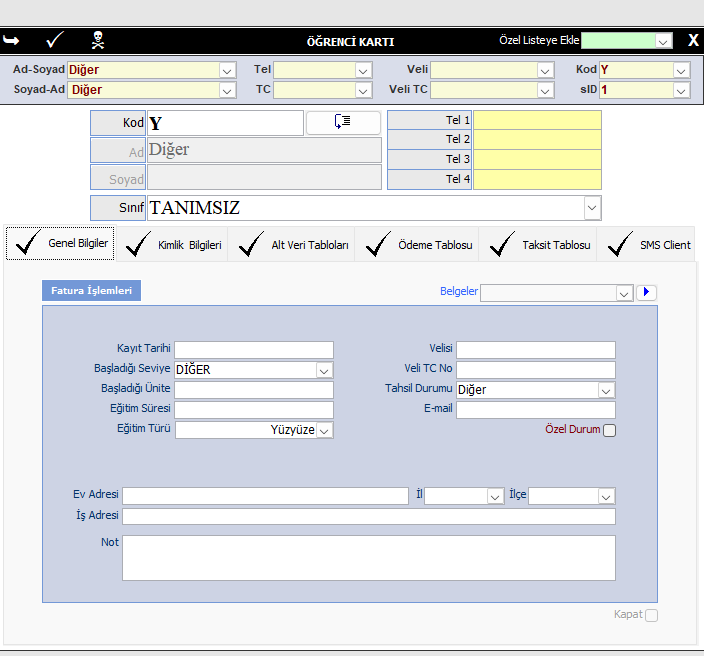 ÖĞRENCİ KARTI Özel Listeye Ekle X
Ad-Soyad Diğer Tel Veli Kod Y
Soyad-Ad Diğer TC Veli TC sID 1
Kod Y Tel 1
Ad Diğer Tel 2
Tel 3
Soyad Tel 4
Sınıf TANIMSIZ
Genel Bilgiler Kimlik Bilgileri Alt Veri Tabloları Ödeme Tablosu Taksit Tablosu SMS Client
Fatura İşlemleri Belgeler
Kayıt Tarihi Velisi
Başladığı Seviye DİĞER Veli TC No
Başladığı Ünite Tahsil Durumu Diğer
Eğitim Süresi E-mail
Eğitim Türü Yüzyüze Özel Durum
Ev Adresi İl İlçe
İş Adresi
Not
Kapat